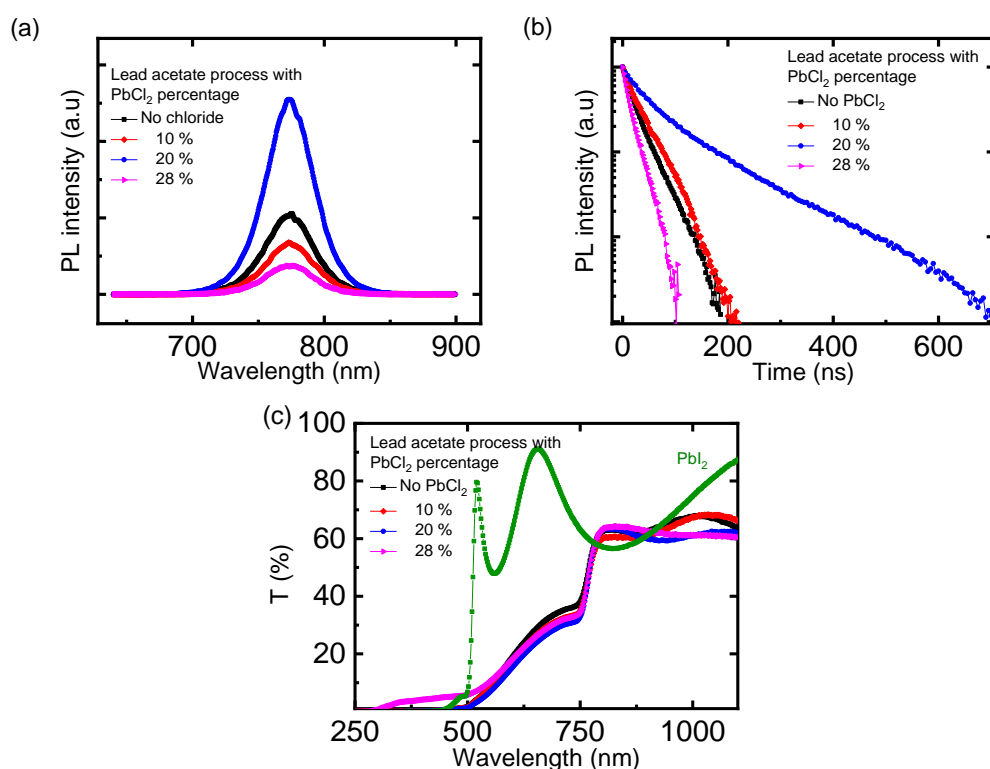 (a)
PL intensity (a.u)
Lead acetate process with
PbCl₂ percentage
No chloride
10 %
20 %
28 %
700
800
900
Wavelength (nm)
(b)
PL intensity (a.u)
Lead acetate process with
PbCl₂ percentage
No PbCl₂
10 %
20 %
28 %
0
200
400
600
Time (ns)
(c)
T (%)
100
80
60
40
20
Lead acetate process with
PbCl₂ percentage
No PbCl₂
10 %
20 %
28 %
PbI₂
250
500
750
1000
Wavelength (nm)